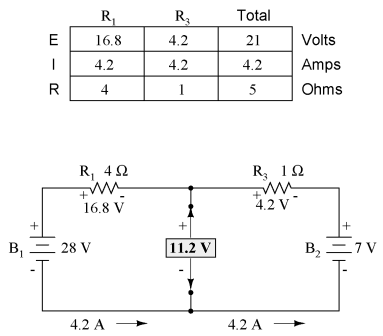 R1 R3 Total
E 16.8 4.2 21 Volts
I 4.2 4.2 4.2 Amps
R 4 1 5 Ohms
R1 4 Ω R3 1 Ω
+ - + -
16.8 V 4.2 V
+ + +
B1 28 V 11.2 V B2 7 V
- - -
4.2 A 4.2 A